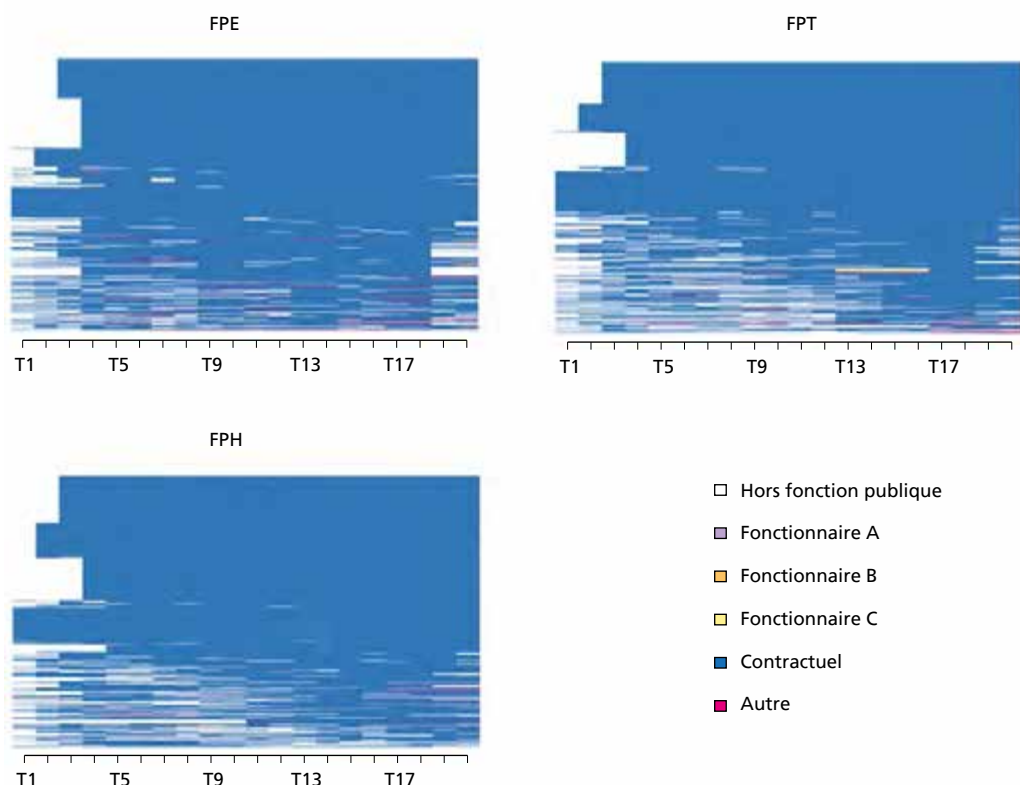 FPE
T1 T5 T9 T13 T17
FPT
T1 T5 T9 T13 T17
FPH
T1 T5 T9 T13 T17
Hors fonction publique
Fonctionnaire A
Fonctionnaire B
Fonctionnaire C
Contractuel
Autre